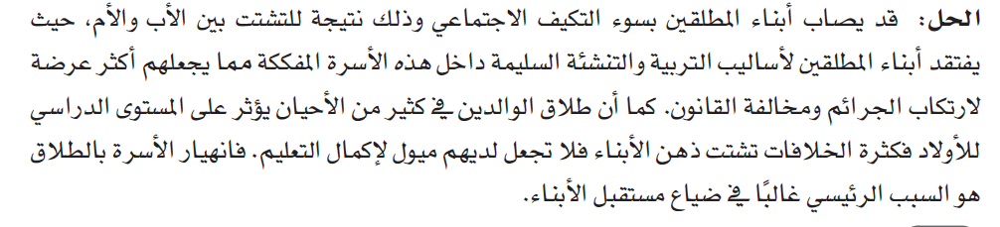 الحل: قد يصاب أبناء المطلقين بسوء التكيف الاجتماعي وذلك نتيجة للتشتت بين الأب والأم، حيث
يفتقد أبناء المطلقين لأساليب التربية والتنشئة السليمة داخل هذه الأسرة المفككة مما يجعلهم أكثر عرضة
لارتكاب الجرائم ومخالفة القانون. كما أن طلاق الوالدين في كثير من الأحيان يؤثر على المستوى الدراسي
للأولاد فكثرة الخلافات تشتت ذهن الأبناء فلا تجعل لديهم ميول لإكمال التعليم. فانهيار الأسرة بالطلاق
هو السبب الرئيسي غالبًا في ضياع مستقبل الأبناء.